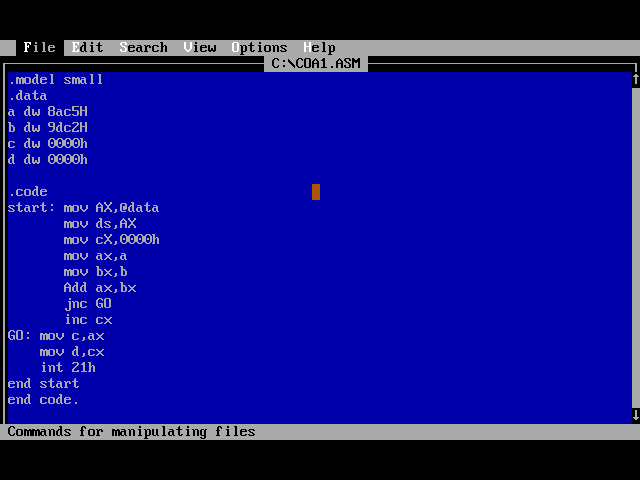 File Edit Search View Options Help
C:\COA1.ASM
.model small
.data
a dw 8ac5H
b dw 9dc2H
c dw 0000h
d dw 0000h
.code
start: mov AX,@data
mov ds,AX
mov cX,0000h
mov ax,a
mov bx,b
Add ax,bx
jnc GO
inc cx
GO: mov c,ax
mov d,cx
int 21h
end start
end code.
Commands for manipulating files